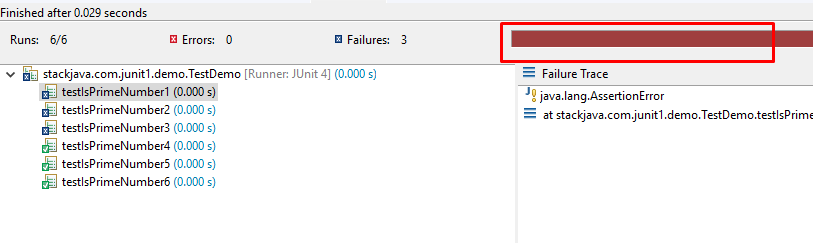 Finished after 0.029 seconds
Runs: 6/6 Errors: 0 Failures: 3
stackjava.com.junit1.demo.TestDemo [Runner: JUnit 4] (0.000 s)
testIsPrimeNumber1 (0.000 s)
testIsPrimeNumber2 (0.000 s)
testIsPrimeNumber3 (0.000 s)
testIsPrimeNumber4 (0.000 s)
testIsPrimeNumber5 (0.000 s)
testIsPrimeNumber6 (0.000 s)
Failure Trace
java.lang.AssertionError
at stackjava.com.junit1.demo.TestDemo.testIsPrime